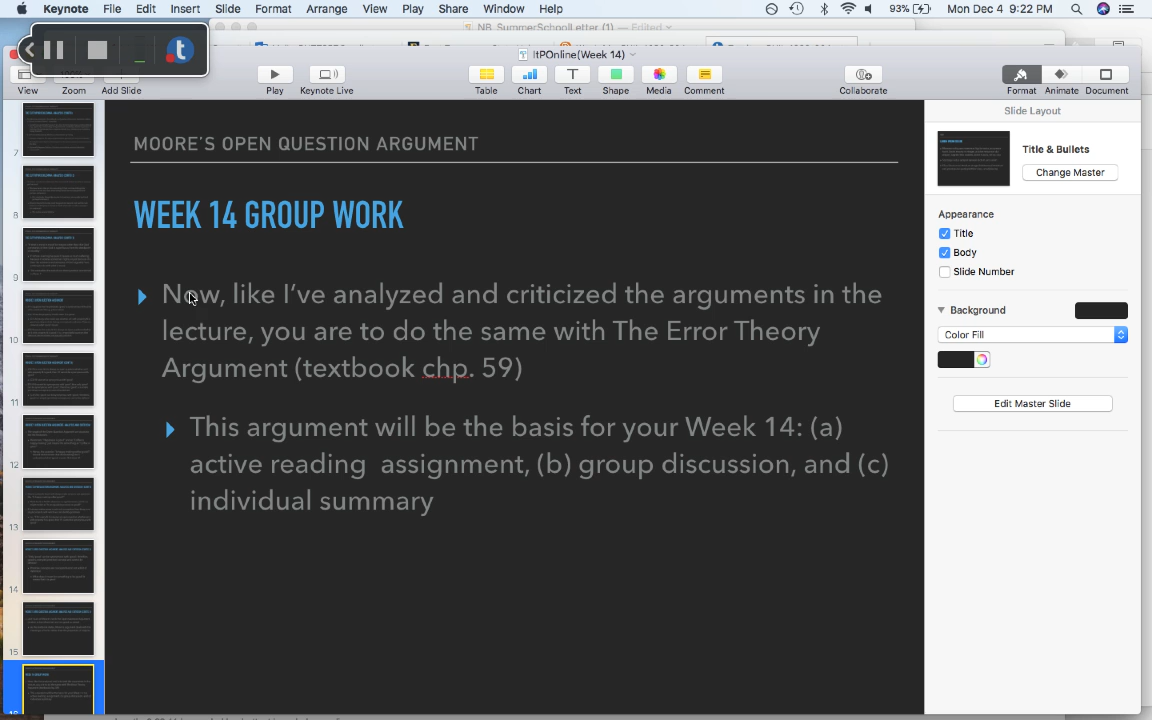 Keynote File Edit Insert Slide Format Arrange View Play Share Window Help 93% Mon Dec 4 9:22 PM
NB_SummerSchoolLetter (1) — Edited
ItPOnline(Week 14)
View Zoom Add Slide Play Keynote Live Table Chart Text Shape Media Comment Collaborate Format Animate Document
Slide Layout
Title & Bullets
Change Master
Appearance
Title
Body
Slide Number
Background
Color Fill
Edit Master Slide
7
8
9
10
11
12
13
14
15
MOORE'S OPEN QUESTION ARGUMENT
WEEK 14 GROUP WORK
Now, like I've analyzed and criticized the arguments in the
lecture, you are to do the same with The Error Theory
Argument (textbook chp. 59)
This argument will be the basis for your Week 14: (a)
active reading assignment, (b) group discussion, and (c)
individual summary